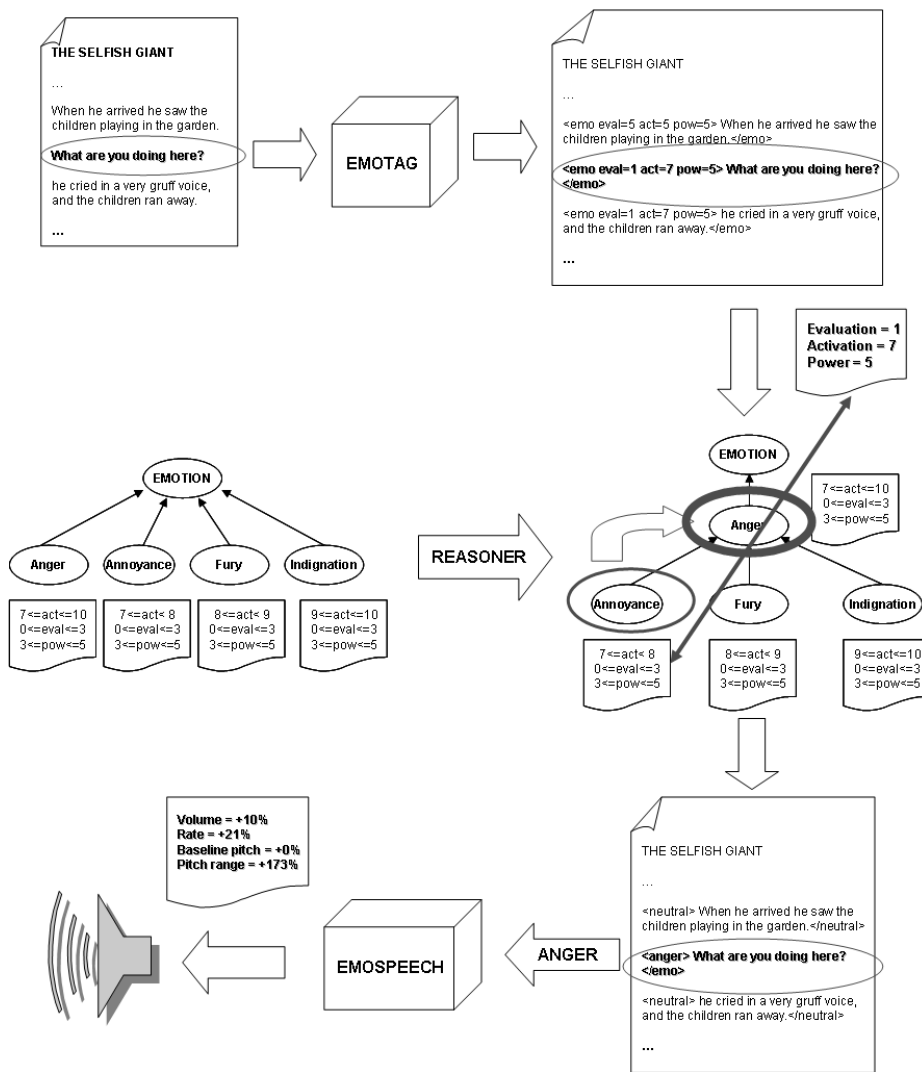 THE SELFISH GIANT
...
When he arrived he saw the
children playing in the garden.
What are you doing here?
he cried in a very gruff voice,
and the children ran away.
...
EMOTAG
THE SELFISH GIANT
...
<emo eval=5 act=5 pow=5> When he arrived he saw the
children playing in the garden.</emo>
<emo eval=1 act=7 pow=5> What are you doing here?
</emo>
<emo eval=1 act=7 pow=5> he cried in a very gruff voice,
and the children ran away.</emo>
...
Evaluation = 1
Activation = 7
Power = 5
EMOTION
Anger
Annoyance
Fury
Indignation
7<=act<=10
0<=eval<=3
3<=pow<=5
7<=act< 8
0<=eval<=3
3<=pow<=5
8<=act< 9
0<=eval<=3
3<=pow<=5
9<=act<=10
0<=eval<=3
3<=pow<=5
REASONER
EMOTION
Anger
7<=act<=10
0<=eval<=3
3<=pow<=5
Annoyance
Fury
Indignation
7<=act< 8
0<=eval<=3
3<=pow<=5
8<=act< 9
0<=eval<=3
3<=pow<=5
9<=act<=10
0<=eval<=3
3<=pow<=5
THE SELFISH GIANT
...
<neutral> When he arrived he saw the
children playing in the garden.</neutral>
<anger> What are you doing here?
</emo>
<neutral> he cried in a very gruff voice,
and the children ran away.</neutral>
...
ANGER
EMOSPEECH
Volume = +10%
Rate = +21%
Baseline pitch = +0%
Pitch range = +173%